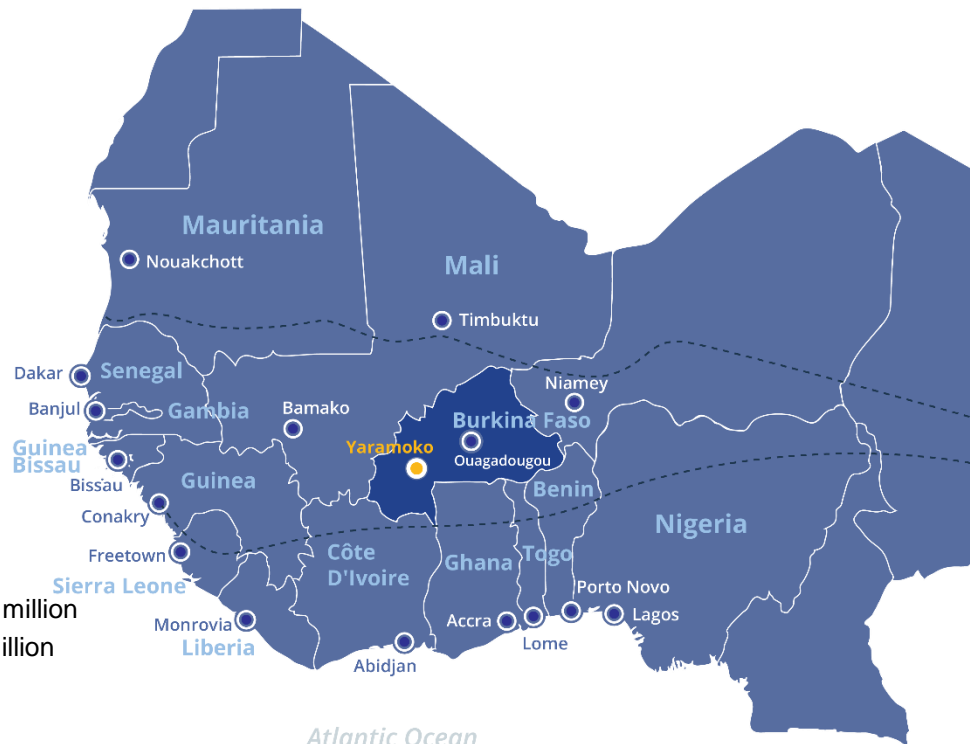 Mauritania
Nouakchott
Mali
Timbuktu
Dakar
Senegal
Niamey
Banjul
Gambia
Bamako
Burkina Faso
Yaramoko
Ouagadougou
Guinea
Bissau
Bissau
Guinea
Benin
Conakry
Nigeria
Freetown
Côte
D'Ivoire
Ghana
Togo
Sierra Leone
Porto Novo
million
Monrovia
Accra
Lagos
illion
Liberia
Lome
Abidjan
Atlantic Ocean